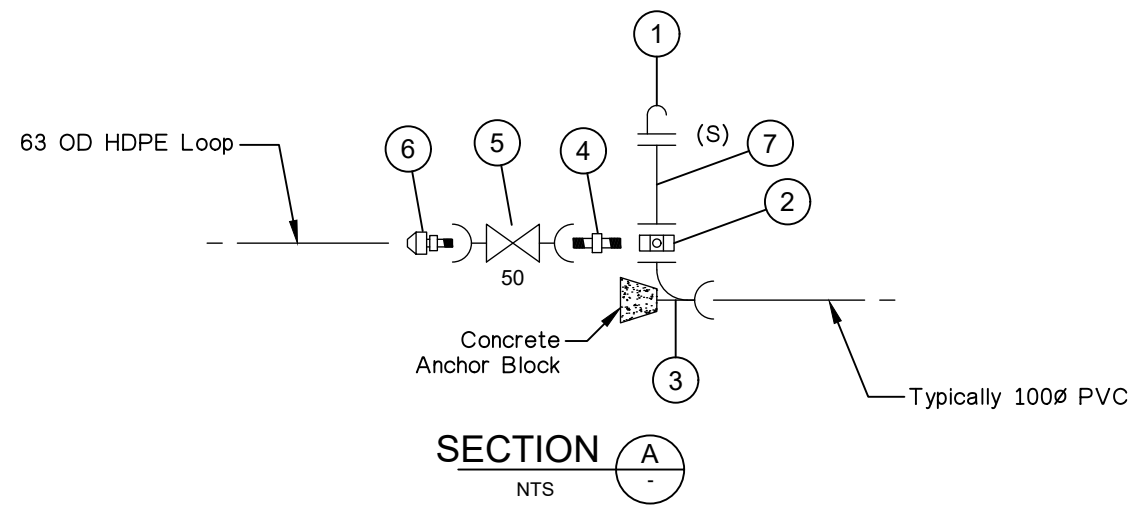 1
63 OD HDPE Loop
6
5
4
(S)
7
2
50
Concrete
Anchor Block
3
Typically 100Ø PVC
SECTION
A
-
NTS